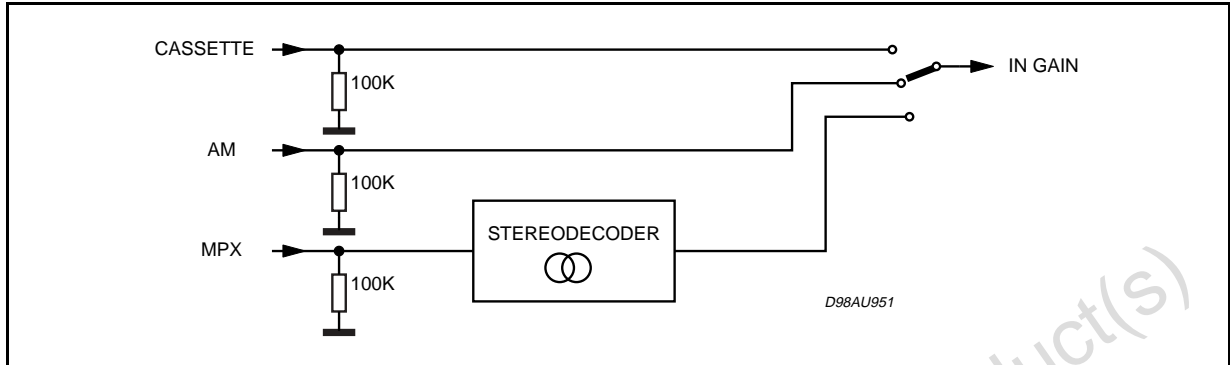 CASSETTE
100K
IN GAIN
AM
100K
MPX
STEREODECODER
100K
D98AU951